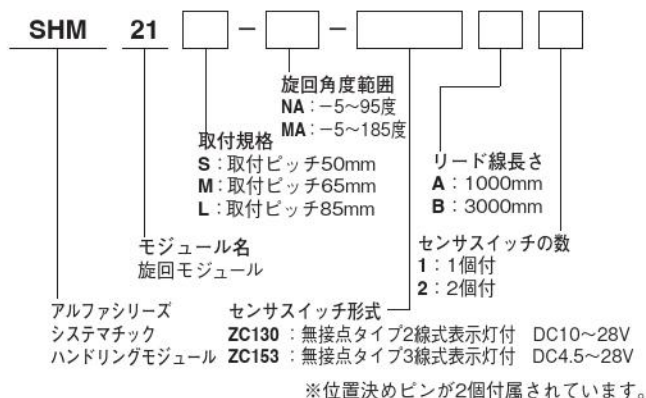 SHM 21 － －
旋回角度範囲
NA：－5～95度
MA：－5～185度
取付規格
S：取付ピッチ50mm
M：取付ピッチ65mm
L：取付ピッチ85mm
リード線長さ
A：1000mm
B：3000mm
モジュール名
旋回モジュール
センサスイッチの数
1：1個付
2：2個付
アルファシリーズ
システマチック
ハンドリングモジュール
センサスイッチ形式
ZC130：無接点タイプ2線式表示灯付　DC10～28V
ZC153：無接点タイプ3線式表示灯付　DC4.5～28V
※位置決めピンが2個付属されています。